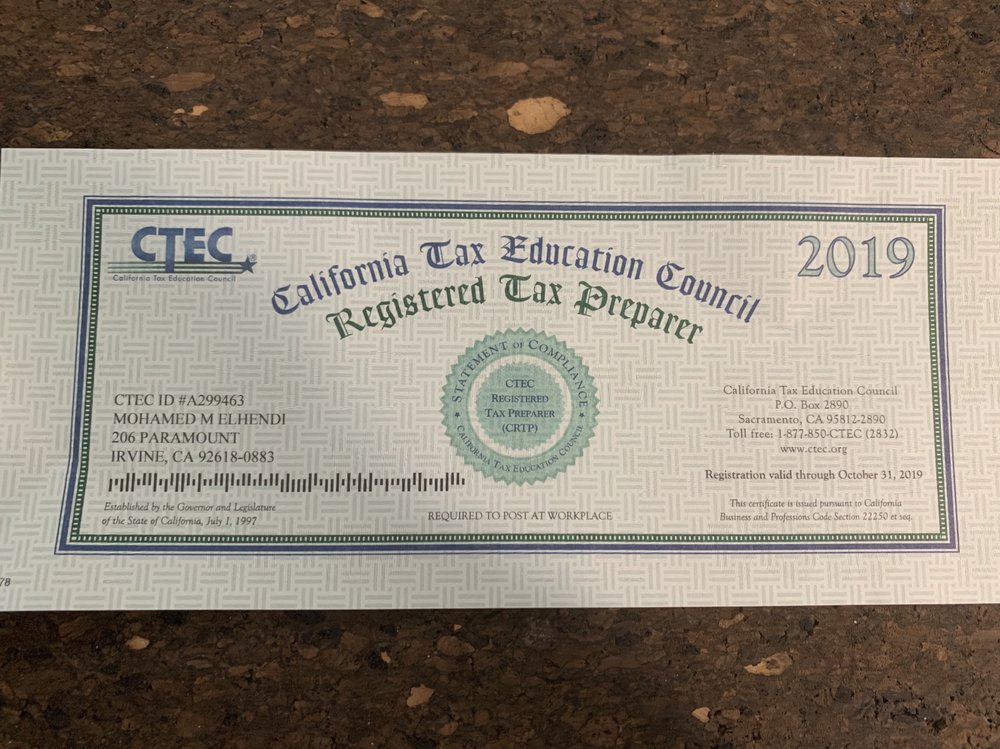 CTEC
California Tax Education Council
California Tax Education Council
Registered Tax Preparer
2019
STATEMENT OF COMPLIANCE
CTEC
REGISTERED
TAX PREPARER
(CRTP)
CALIFORNIA TAX EDUCATION COUNCIL
CTEC ID #A299463
MOHAMED M ELHENDI
206 PARAMOUNT
IRVINE, CA 92618-0883
California Tax Education Council
P.O. Box 2890
Sacramento, CA 95812-2890
Toll free: 1-877-850-CTEC (2832)
www.ctec.org
Registration valid through October 31, 2019
Established by the Governor and Legislature
of the State of California, July 1, 1997
REQUIRED TO POST AT WORKPLACE
This certificate is issued pursuant to California
Business and Professions Code Section 22250 et seq.
78